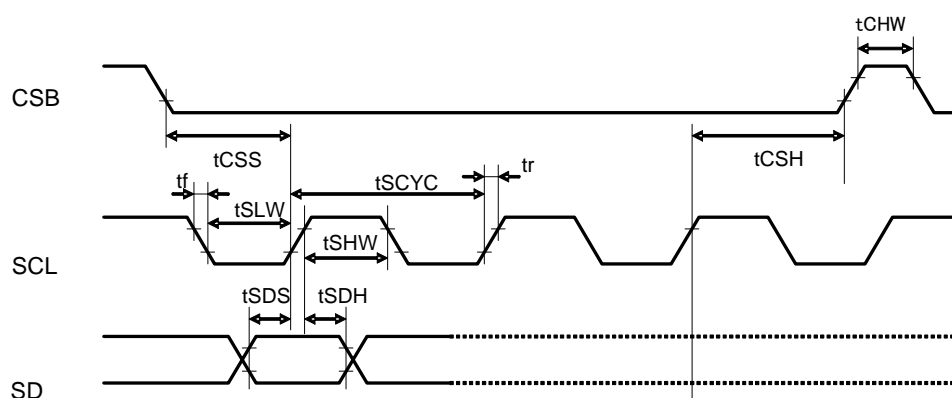 tCHW
CSB
tCSS
tCSH
tf
tSCYC
tr
tSLW
tSHW
SCL
tSDS
tSDH
SD